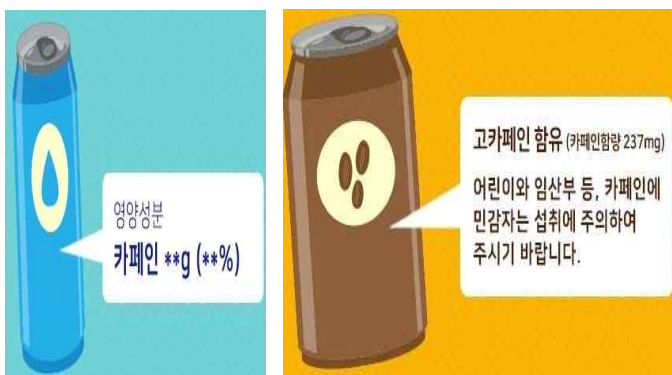 영양성분
카페인 **g (**%)
고카페인 함유 (카페인함량 237mg)
어린이와 임산부 등, 카페인에
민감자는 섭취에 주의하여
주시기 바랍니다.